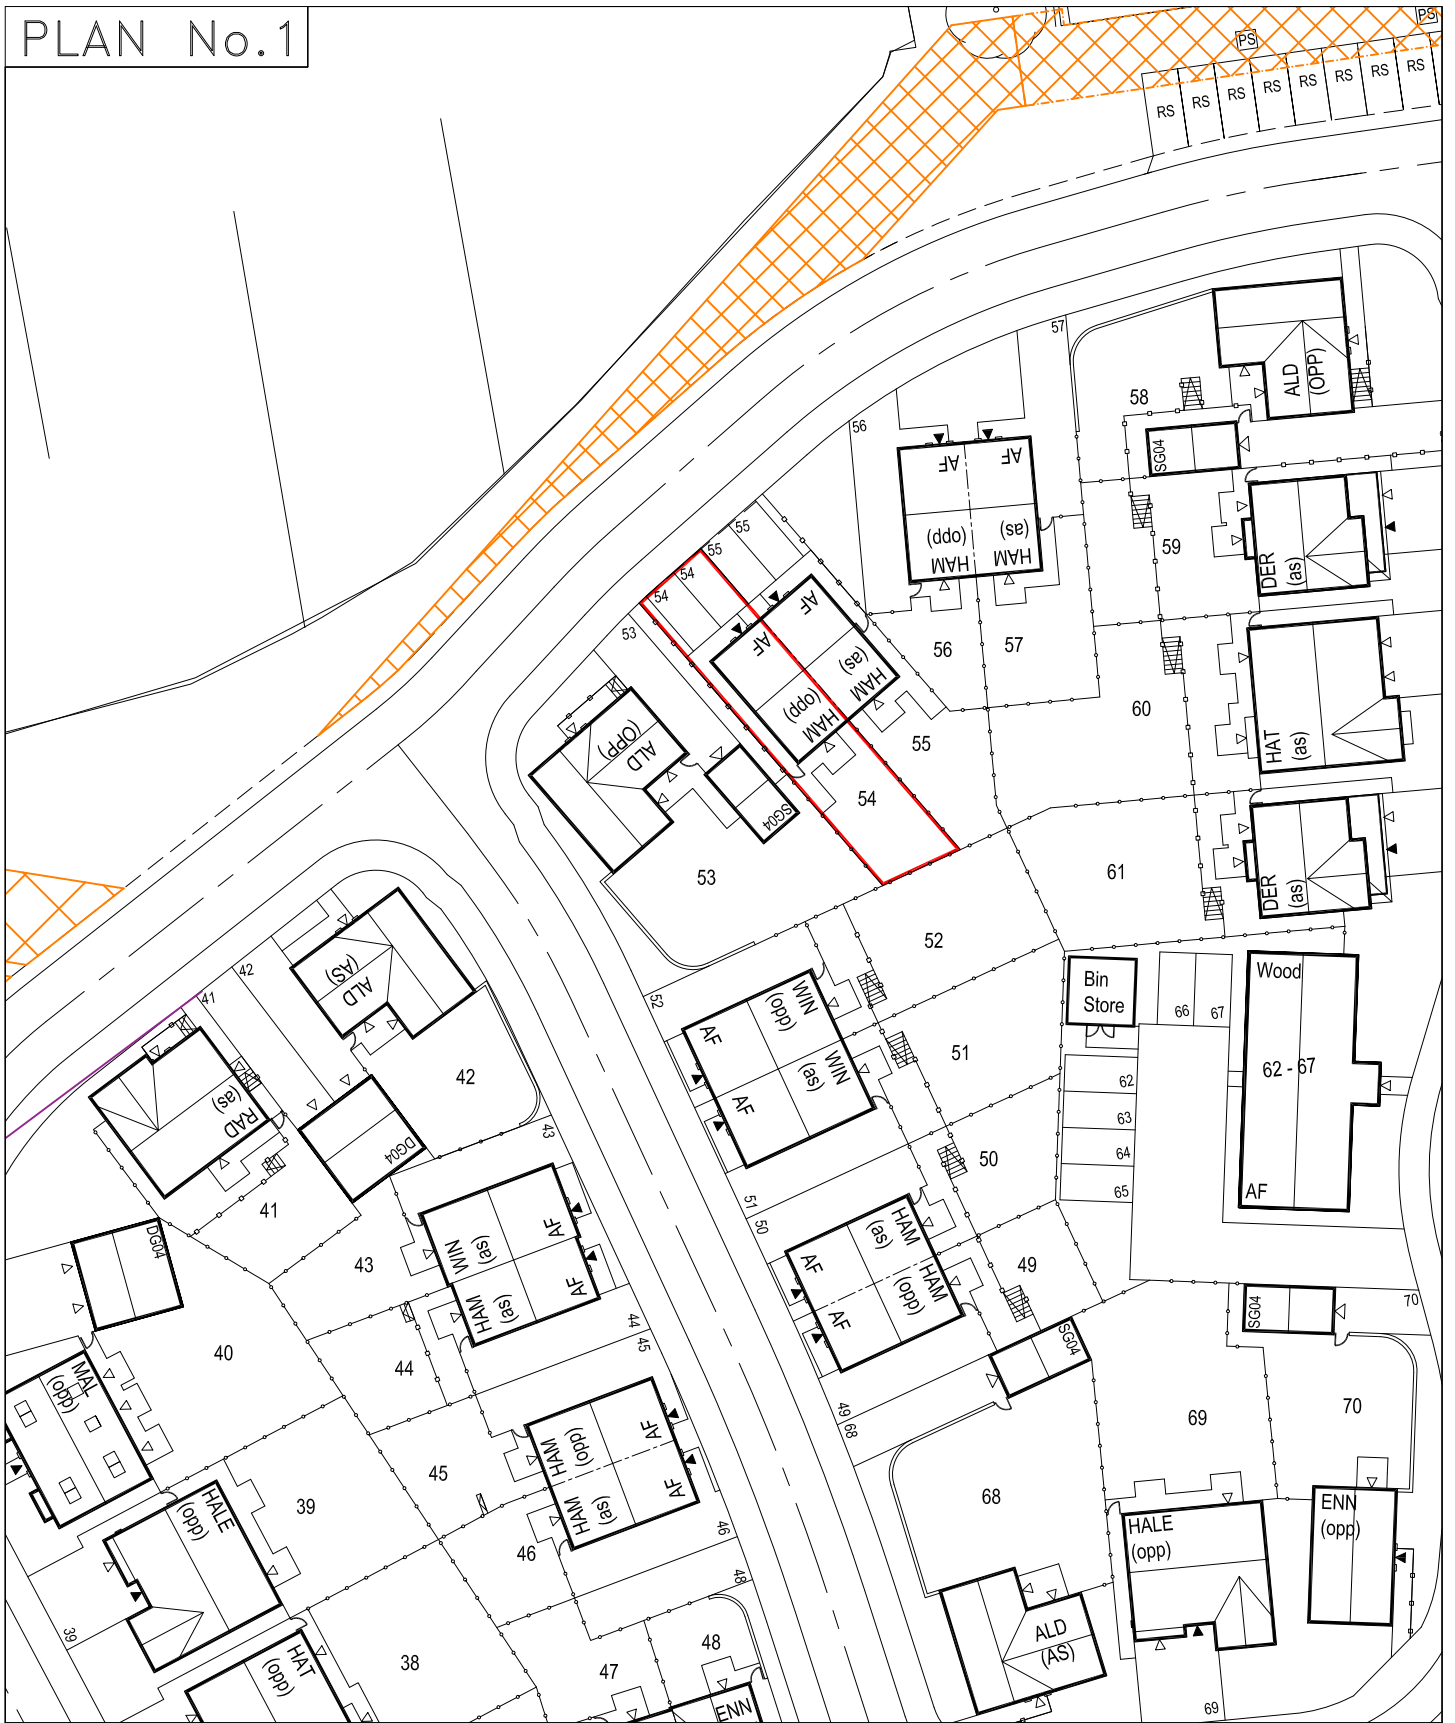 PLAN No.1
PS
PS
RS
RS
RS
RS
RS
RS
RS
RS
57
58
ALD
(OPP)
56
SG04
AF
AF
(opp)
HAM
(as)
HAM
59
DER
(as)
55
55
54
54
53
AF
AF
HAM
(as)
HAM
(opp)
56
57
60
HAT
(as)
ALD
(OPP)
55
54
SG04
53
61
DER
(as)
52
ALD
(AS)
42
41
52
WIN
(opp)
AF
WIN
(as)
AF
Bin
Store
66
67
Wood
62 - 67
AF
51
42
RAD
(as)
DG04
43
62
63
64
65
50
51
50
41
DG04
43
WIN
(as)
AF
HAM
(as)
AF
HAM
(as)
AF
HAM
(opp)
AF
49
SG04
SG04
70
40
44
44
45
MAL
(opp)
49
68
69
70
45
HAM
(opp)
AF
HAM
(as)
AF
39
HALE
(opp)
46
46
68
HALE
(opp)
ENN
(opp)
39
48
HAT
(opp)
38
47
48
ENN
ALD
(AS)
69